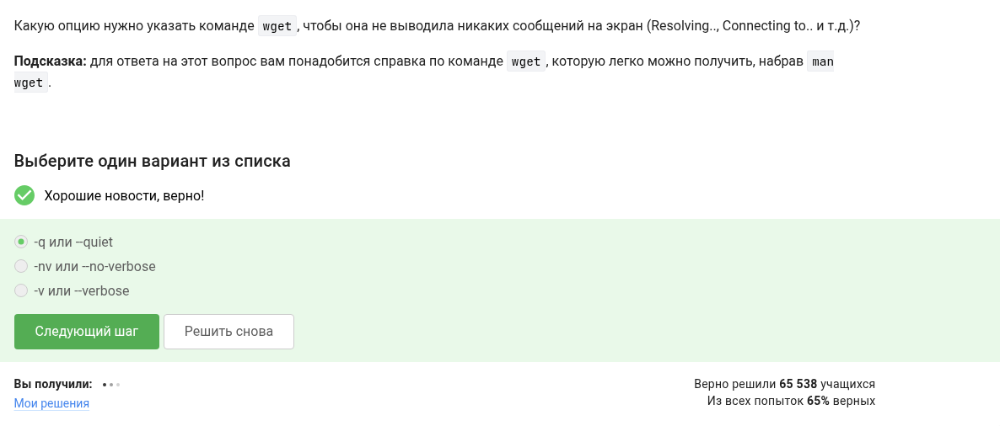 Какую опцию нужно указать команде wget, чтобы она не выводила никаких сообщений на экран (Resolving.., Connecting to.. и т.д.)?
Подсказка: для ответа на этот вопрос вам понадобится справка по команде wget, которую легко можно получить, набрав man
wget.
Выберите один вариант из списка
Хорошие новости, верно!
-q или --quiet
-nv или --no-verbose
-v или --verbose
Следующий шаг Решить снова
Вы получили: Верно решили 65 538 учащихся
Мои решения Из всех попыток 65% верных